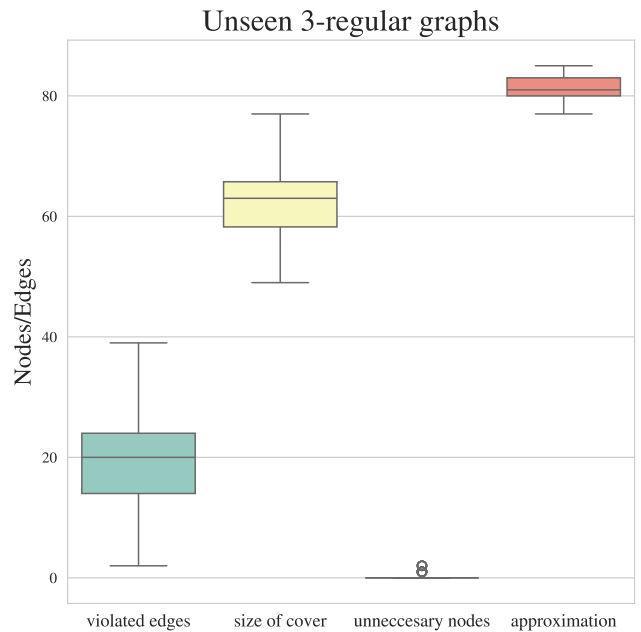 Unseen 3-regular graphs
Nodes/Edges
80
60
40
20
0
violated edges
size of cover
unneccesary nodes
approximation